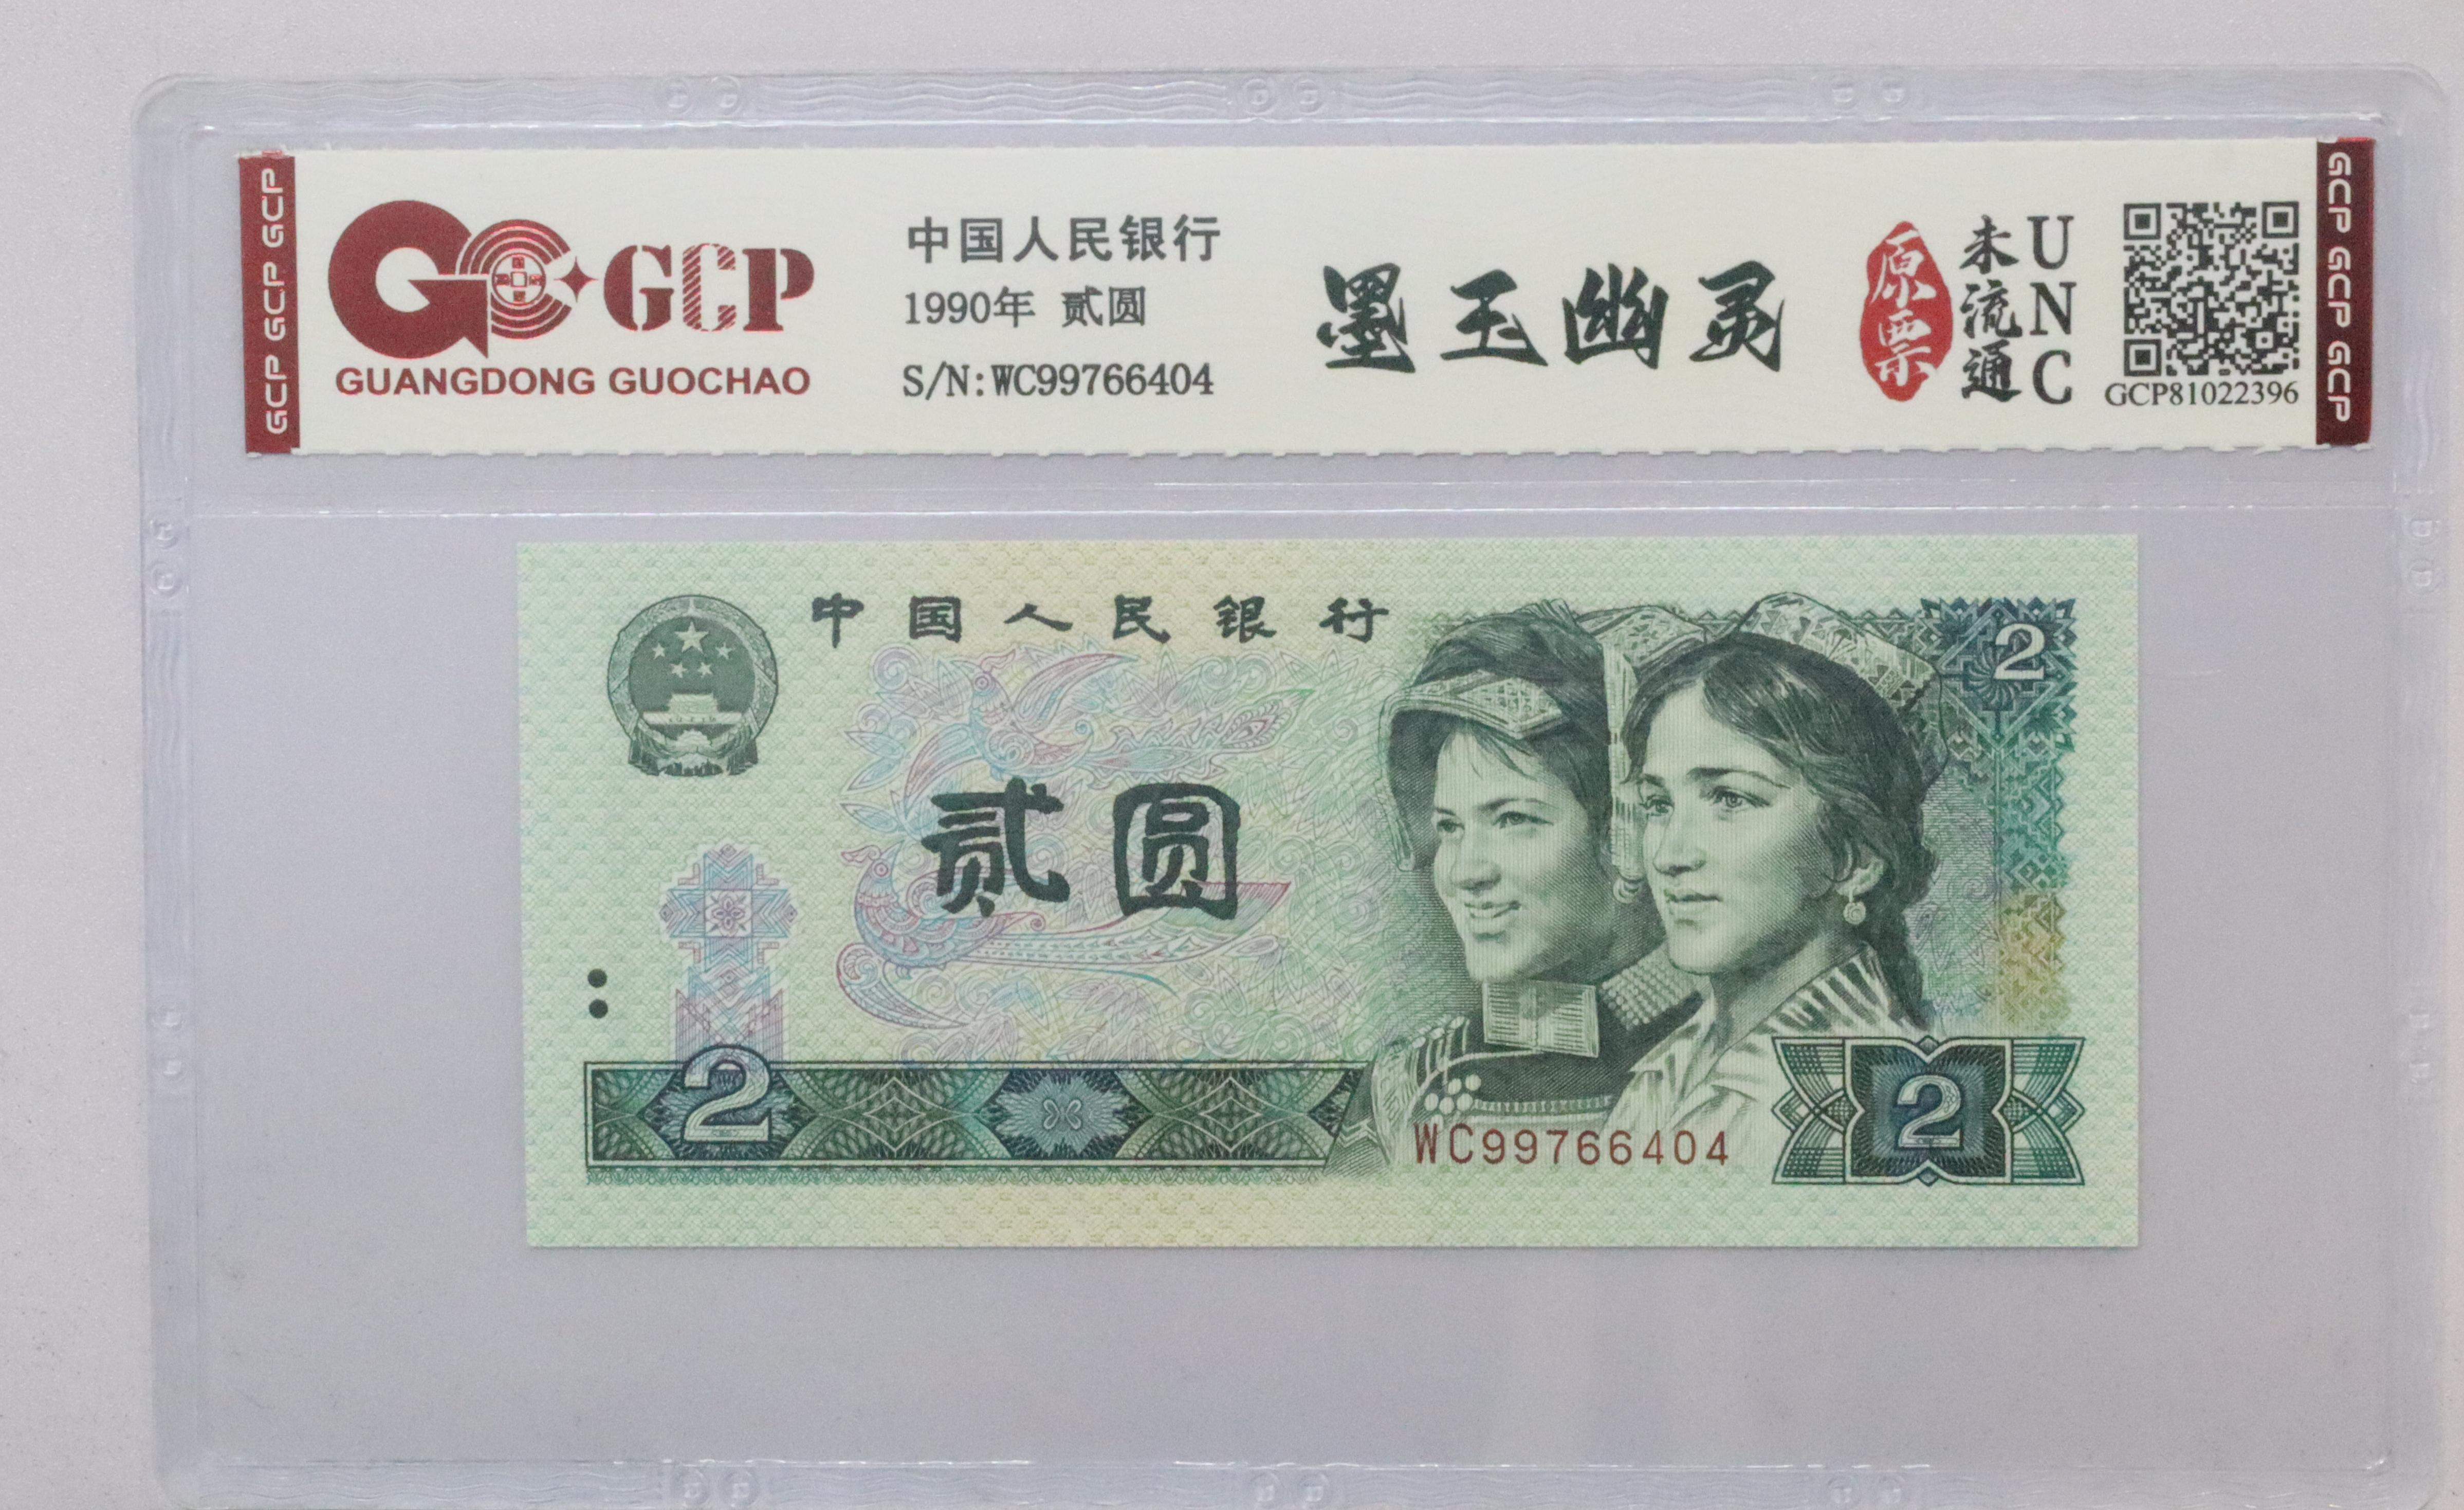 GCP GCP GCP
GCP
GUANGDONG GUOCHAO
中国人民银行
1990年 贰圆
S/N:WC99766404
墨玉幽灵
原票
未流通
UNC
GCP81022396
GCP GCP GCP
中国人民银行
2
贰圆
2
WC99766404
2